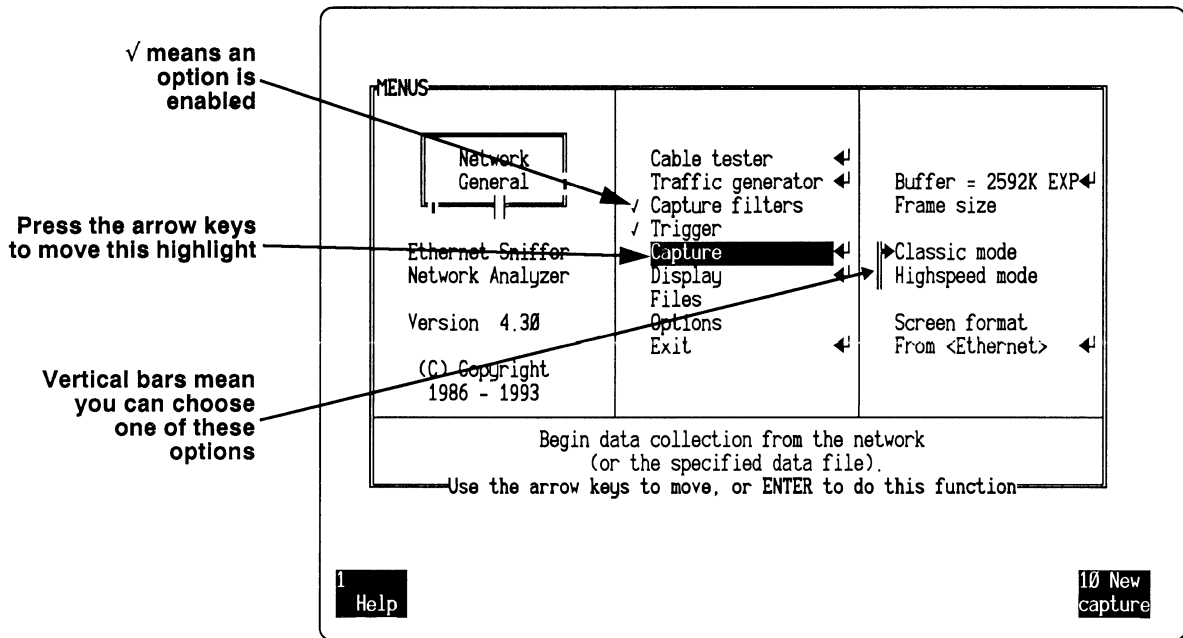 √ means an
option is
enabled
Press the arrow keys
to move this highlight
Vertical bars mean
you can choose
one of these
options
MENUS
Network
General
Ethernet Sniffer
Network Analyzer
Version 4.30
(C) Copyright
1986 - 1993
Cable tester
Traffic generator
√ Capture filters
√ Trigger
Capture
Display
Files
Options
Exit
Buffer = 2592K EXP
Frame size
Classic mode
Highspeed mode
Screen format
From <Ethernet>
Begin data collection from the network
(or the specified data file).
Use the arrow keys to move, or ENTER to do this function
1
Help
10 New
capture